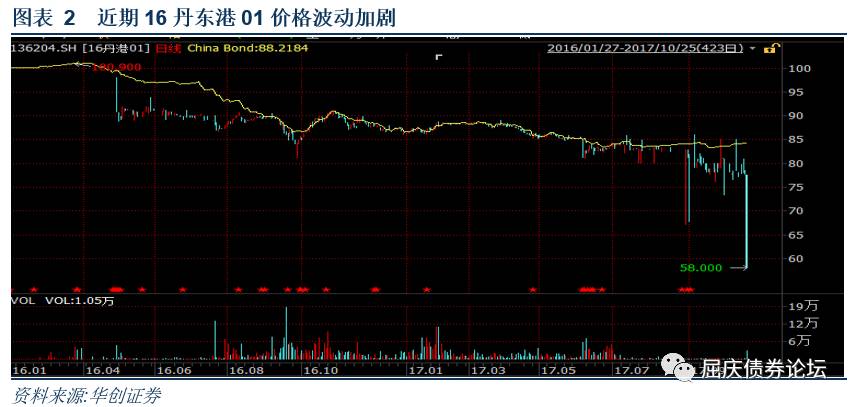 图表 2 近期 16 丹东港 01 价格波动加剧
136204.SH [16丹港01] 日线 China Bond:88.2184
2016/01/27-2017/10/25(423日)
100
95
90
85
80
75
70
65
60
58.000
VOL VOL:1.05万
19万
12万
6万
16.01 16.04 16.06 16.08 16.10 17.01 17.03 17.05 17.07
屈庆债券论坛
资料来源:华创证券